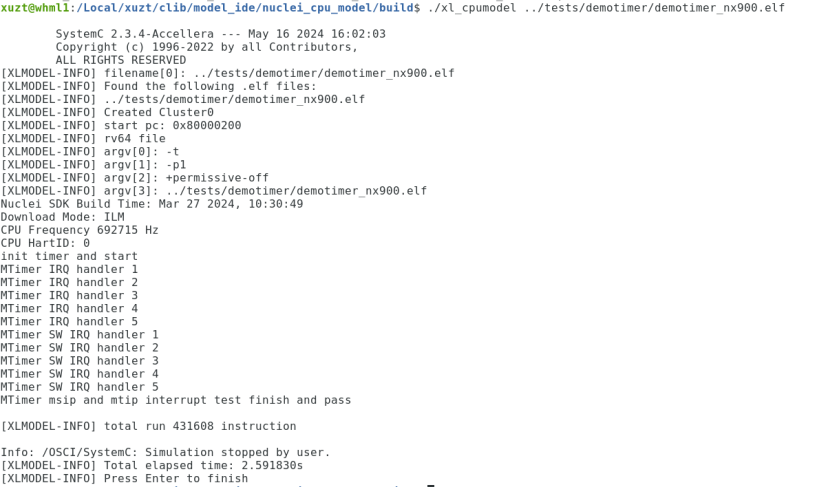 xuzt@whml1:/Local/xuzt/clib/model_ide/nuclei_cpu_model/build$ ./xl_cpumodel ../tests/demotimer/demotimer_nx900.elf
SystemC 2.3.4-Accellera --- May 16 2024 16:02:03
Copyright (c) 1996-2022 by all Contributors,
ALL RIGHTS RESERVED
[XLMODEL-INFO] filename[0]: ../tests/demotimer/demotimer_nx900.elf
[XLMODEL-INFO] Found the following .elf files:
[XLMODEL-INFO] ../tests/demotimer/demotimer_nx900.elf
[XLMODEL-INFO] Created Cluster0
[XLMODEL-INFO] start pc: 0x80000200
[XLMODEL-INFO] rv64 file
[XLMODEL-INFO] argv[0]: -t
[XLMODEL-INFO] argv[1]: -p1
[XLMODEL-INFO] argv[2]: +permissive-off
[XLMODEL-INFO] argv[3]: ../tests/demotimer/demotimer_nx900.elf
Nuclei SDK Build Time: Mar 27 2024, 10:30:49
Download Mode: ILM
CPU Frequency 692715 Hz
CPU HartID: 0
init timer and start
MTimer IRQ handler 1
MTimer IRQ handler 2
MTimer IRQ handler 3
MTimer IRQ handler 4
MTimer IRQ handler 5
MTimer SW IRQ handler 1
MTimer SW IRQ handler 2
MTimer SW IRQ handler 3
MTimer SW IRQ handler 4
MTimer SW IRQ handler 5
MTimer msip and mtip interrupt test finish and pass
[XLMODEL-INFO] total run 431608 instruction
Info: /OSCI/SystemC: Simulation stopped by user.
[XLMODEL-INFO] Total elapsed time: 2.591830s
[XLMODEL-INFO] Press Enter to finish